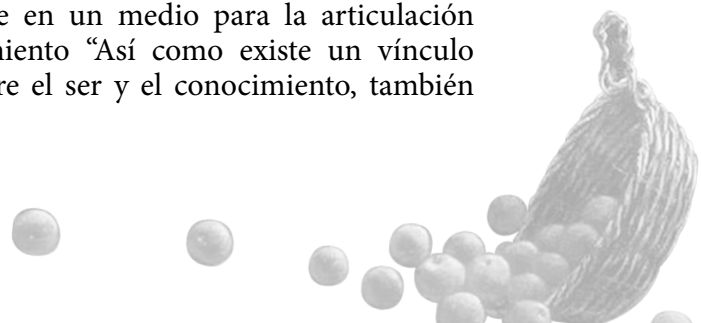 e en un medio para la articulación
miento “Así como existe un vínculo
re el ser y el conocimiento, también